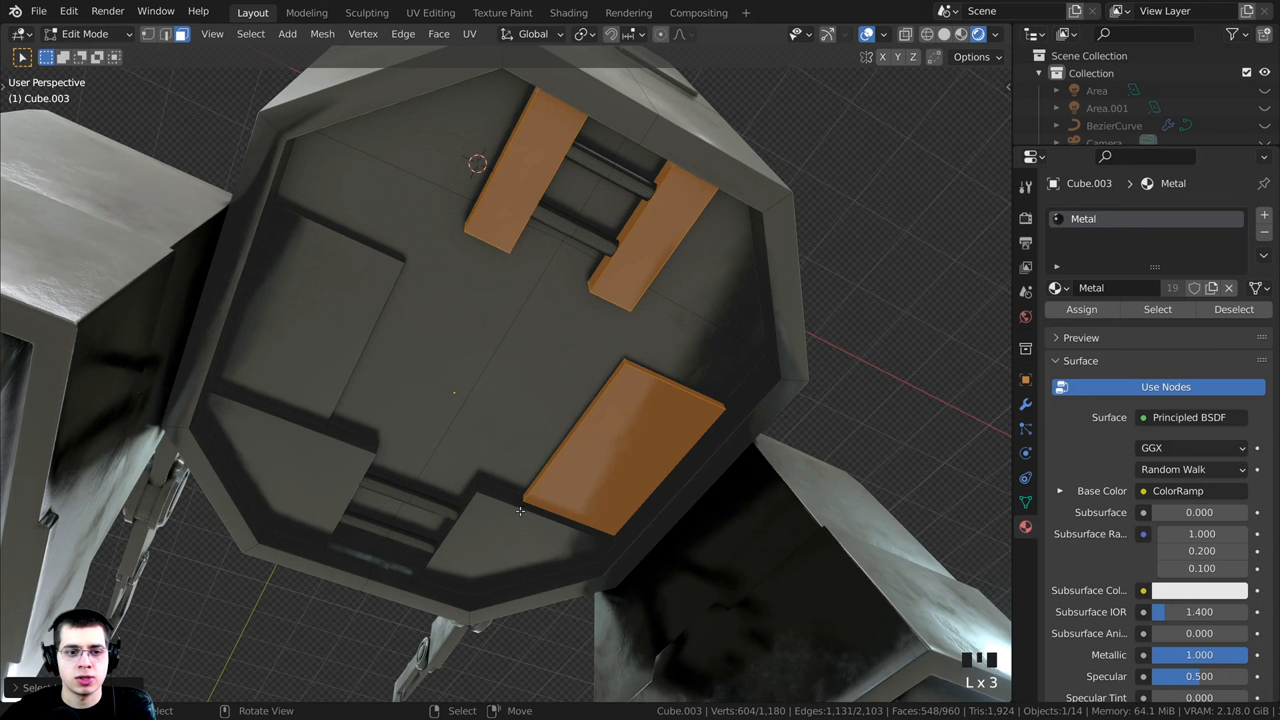 File Edit Render Window Help Layout Modeling Sculpting UV Editing Texture Paint Shading Rendering Compositing + Scene View Layer
Edit Mode View Select Add Mesh Vertex Edge Face UV Global
X Y Z Options
User Perspective
(1) Cube.003
Scene Collection
Collection
Area
Area.001
BezierCurve
Cube.003 > Metal
Metal
Metal 19
Assign Select Deselect
Preview
Surface
Use Nodes
Surface Principled BSDF
GGX
Random Walk
Base Color ColorRamp
Subsurface 0.000
Subsurface Ra... 1.000
0.200
0.100
Subsurface Col...
Subsurface IOR 1.400
Subsurface Ani... 0.000
Metallic 1.000
Specular 0.500
Specular Tint 0.000
L x 3
Rotate View Select Move Cube.003 | Verts:604/1,180 | Edges:1,131/2,103 | Faces:548/960 | Tris:1,924 | Objects:1/14 | Memory: 64.1 MiB | VRAM: 2.1/8.0 GiB